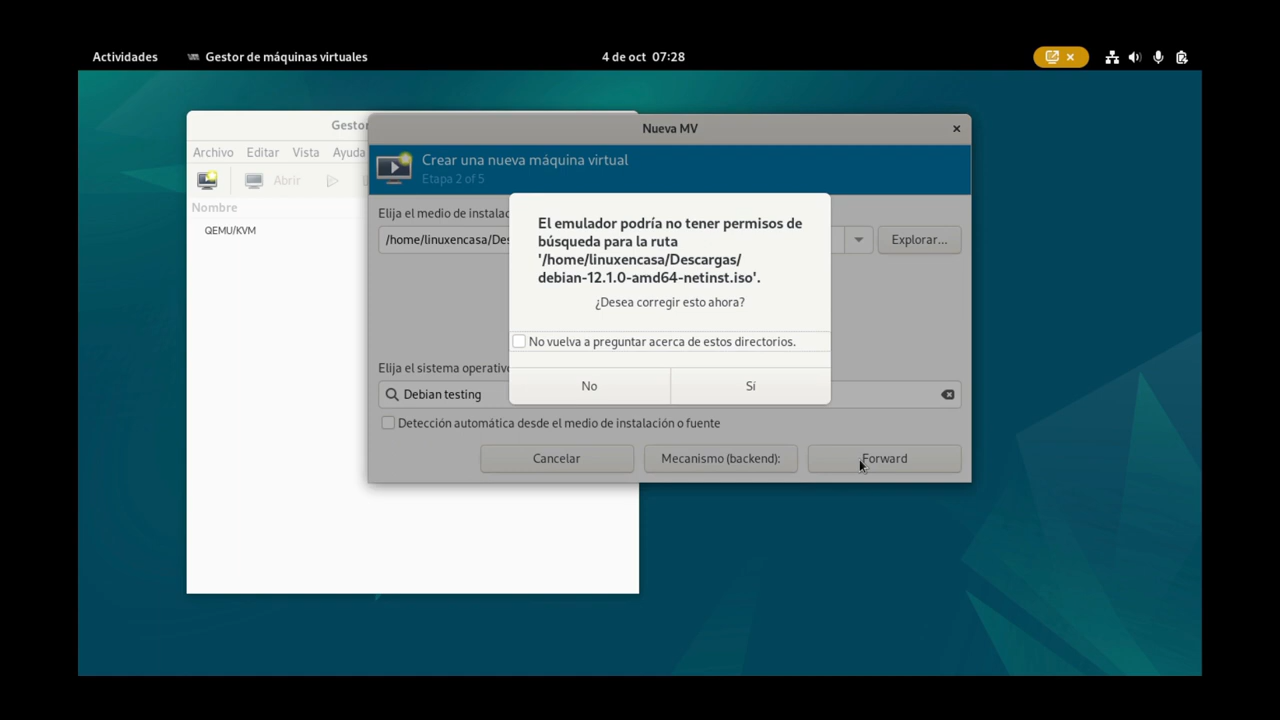 Actividades
Gestor de máquinas virtuales
4 de oct 07:28
Gestor
Archivo Editar Vista Ayuda
Abrir
Nombre
QEMU/KVM
Nueva MV
Crear una nueva máquina virtual
Etapa 2 of 5
Elija el medio de instalac
/home/linuxencasa/Des
Explorar...
El emulador podría no tener permisos de
búsqueda para la ruta
'/home/linuxencasa/Descargas/
debian-12.1.0-amd64-netinst.iso'.
¿Desea corregir esto ahora?
No vuelva a preguntar acerca de estos directorios.
No
Sí
Elija el sistema operativo
Debian testing
Detección automática desde el medio de instalación o fuente
Cancelar
Mecanismo (backend):
Forward